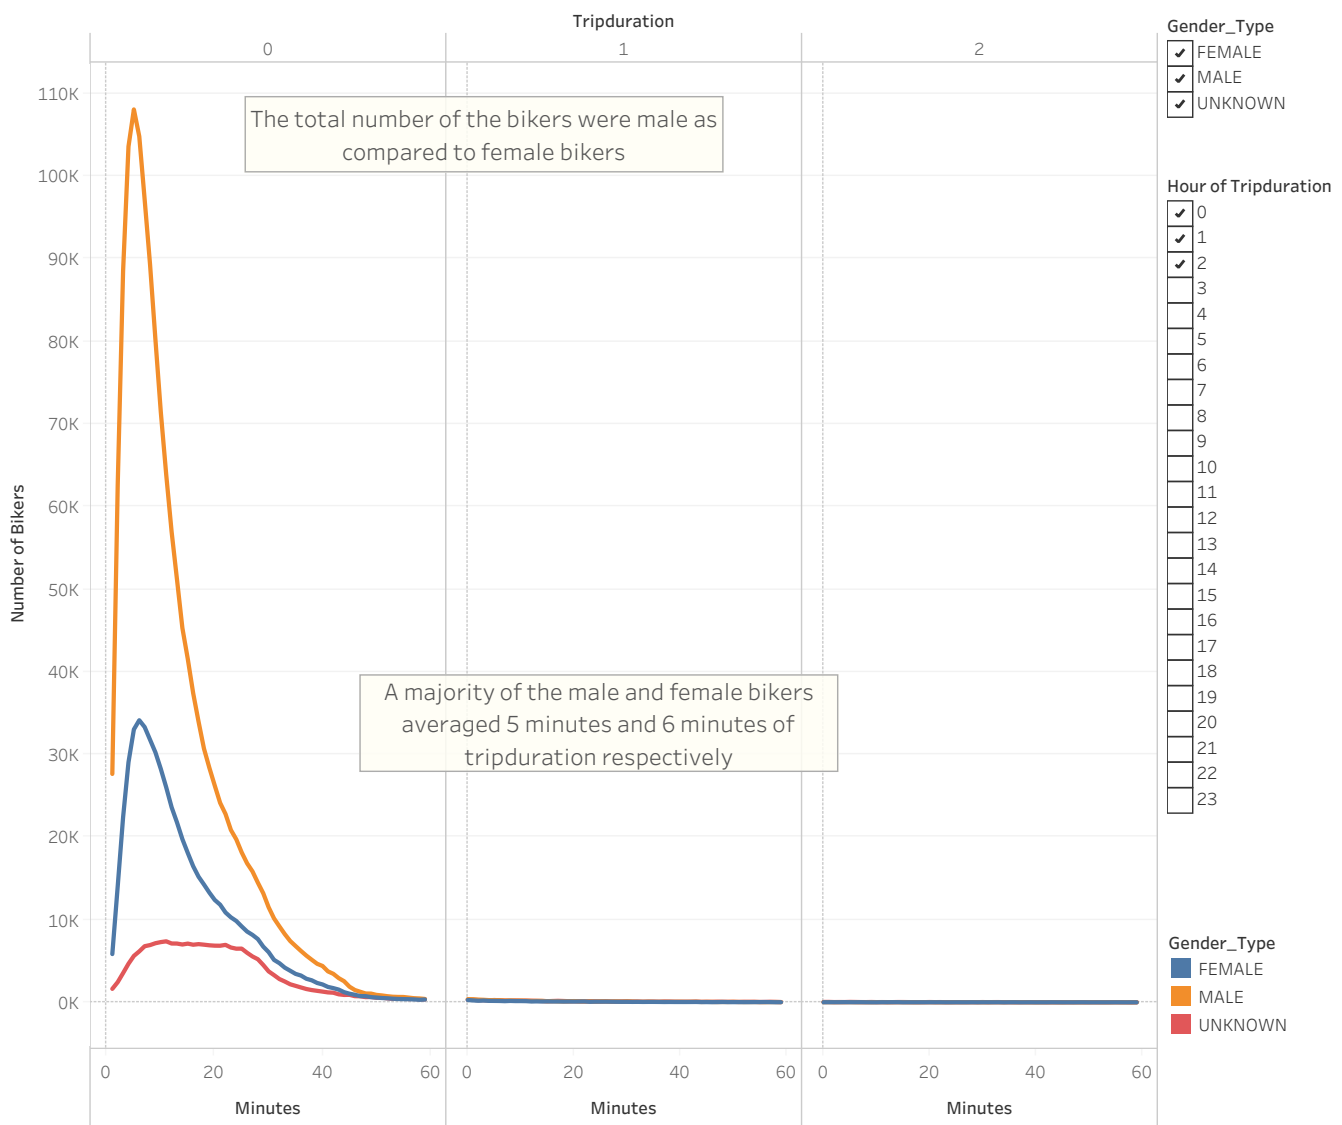 Tripduration
0 1 2
110K
100K
90K
80K
70K
60K
50K
40K
30K
20K
10K
0K
Number of Bikers
The total number of the bikers were male as
compared to female bikers
A majority of the male and female bikers
averaged 5 minutes and 6 minutes of
tripduration respectively
0 20 40 60 0 20 40 60 0 20 40 60
Minutes Minutes Minutes
Gender_Type
FEMALE
MALE
UNKNOWN
Hour of Tripduration
0
1
2
3
4
5
6
7
8
9
10
11
12
13
14
15
16
17
18
19
20
21
22
23
Gender_Type
FEMALE
MALE
UNKNOWN